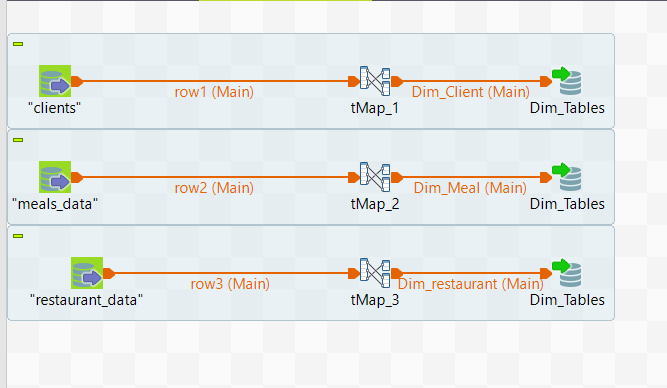 row1 (Main)
Dim_Client (Main)
"clients"
tMap_1
Dim_Tables
row2 (Main)
Dim_Meal (Main)
"meals_data"
tMap_2
Dim_Tables
row3 (Main)
Dim_restaurant (Main)
"restaurant_data"
tMap_3
Dim_Tables